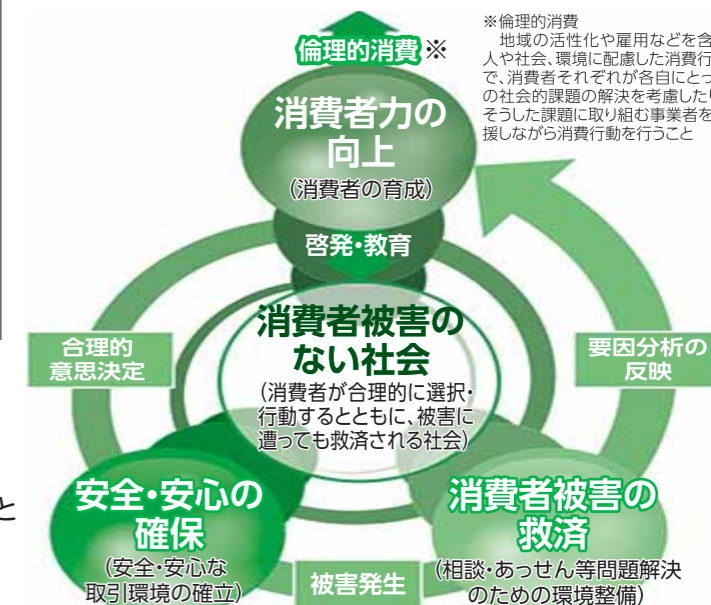 倫理的消費※
※倫理的消費
地域の活性化や雇用などを含
人や社会、環境に配慮した消費行
で、消費者それぞれが各自にとっ
の社会的課題の解決を考慮した
そうした課題に取り組む事業者を
援しながら消費行動を行うこと
消費者力の
向上
(消費者の育成)
啓発・教育
消費者被害の
ない社会
(消費者が合理的に選択・
行動するとともに、被害に
遭っても救済される社会)
合理的
意思決定
要因分析の
反映
と
安全・安心の
確保
(安全・安心な
取引環境の確立)
被害発生
消費者被害の
救済
(相談・あっせん等問題解決
のための環境整備)